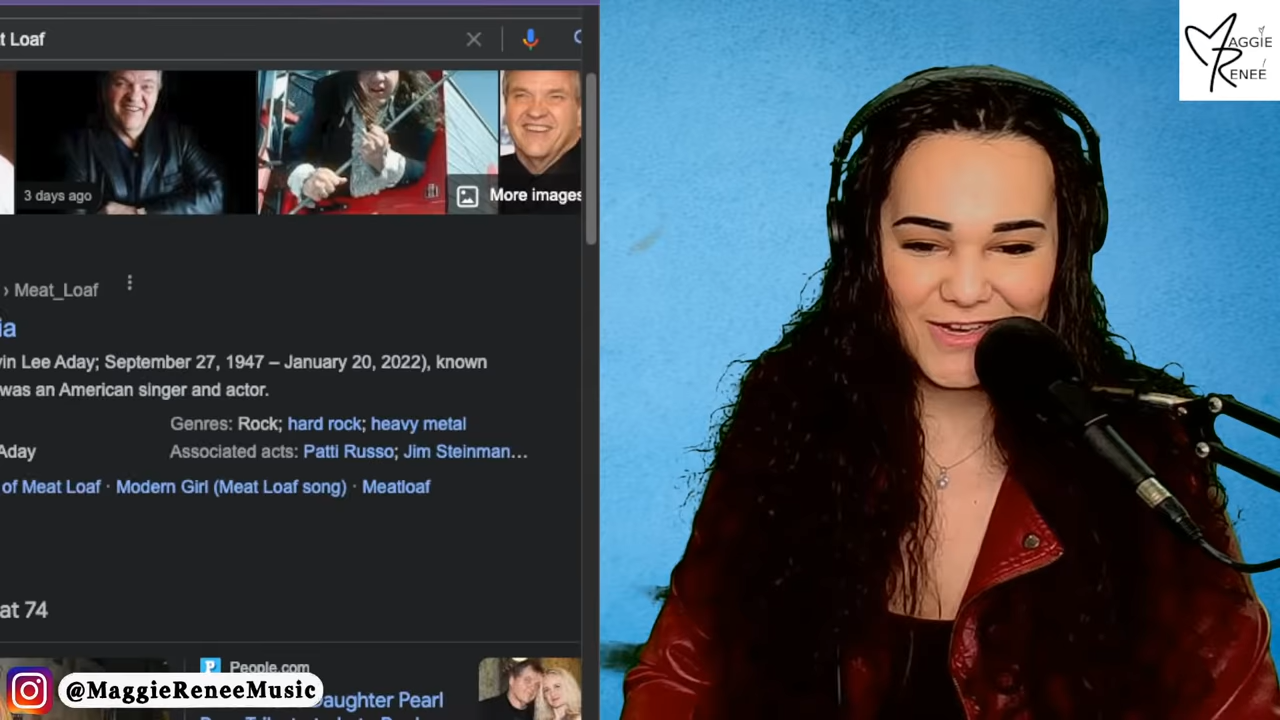 t Loaf
3 days ago
More images
› Meat_Loaf
ia
vin Lee Aday; September 27, 1947 – January 20, 2022), known
was an American singer and actor.
Genres: Rock; hard rock; heavy metal
Aday
Associated acts: Patti Russo; Jim Steinman...
of Meat Loaf · Modern Girl (Meat Loaf song) · Meatloaf
at 74
People.com
Daughter Pearl
@MaggieReneeMusic
MAGGIE
RENEE